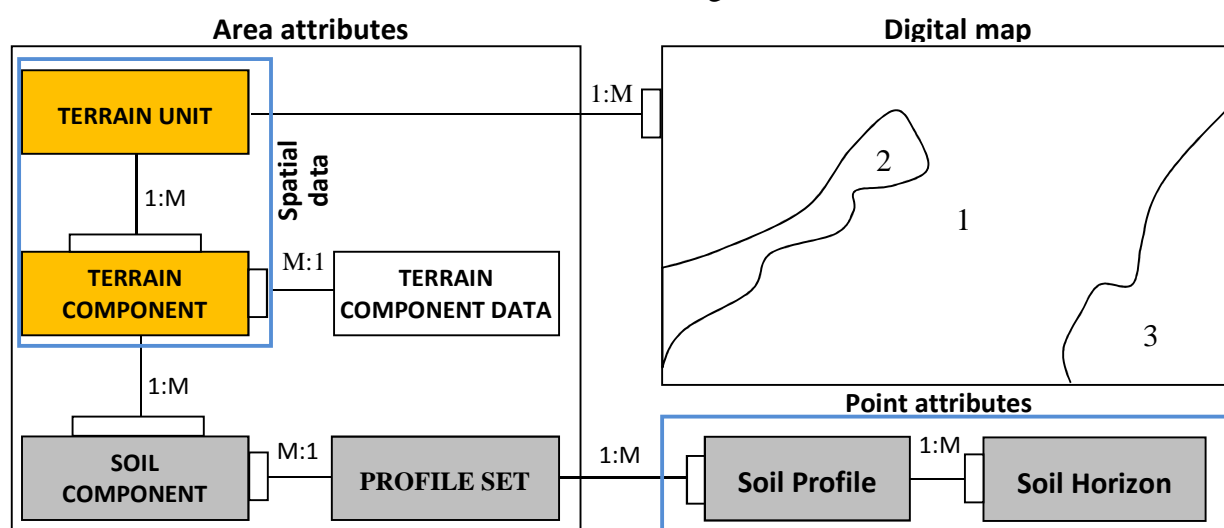 Area attributes
Digital map
TERRAIN UNIT
1:M
Spatial
data
1:M
TERRAIN
COMPONENT
M:1
TERRAIN
COMPONENT DATA
2
1
3
1:M
Point attributes
SOIL
COMPONENT
M:1
PROFILE SET
1:M
Soil Profile
1:M
Soil Horizon